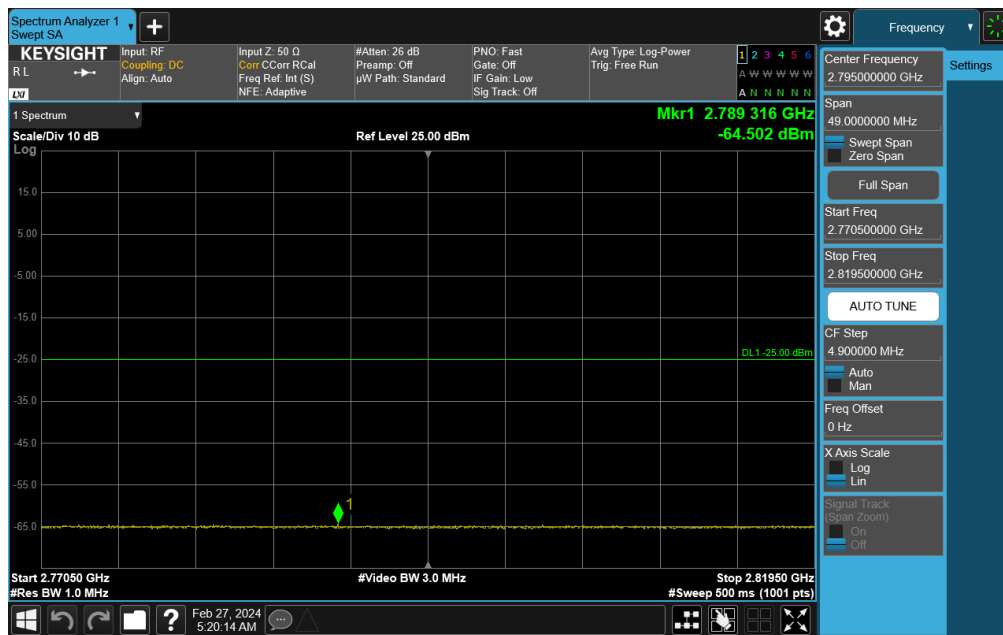 Spectrum Analyzer 1
Swept SA
Frequency
KEYSIGHT
R L
LXI
Input: RF
Coupling: DC
Align: Auto
Input Z: 50 Ω
Corr CCorr RCal
Freq Ref: Int (S)
NFE: Adaptive
#Atten: 26 dB
Preamp: Off
µW Path: Standard
PNO: Fast
Gate: Off
IF Gain: Low
Sig Track: Off
Avg Type: Log-Power
Trig: Free Run
1 2 3 4 5 6
A W W W W W
A N N N N N
1 Spectrum
Scale/Div 10 dB
Log
Ref Level 25.00 dBm
Mkr1 2.789 316 GHz
-64.502 dBm
15.0
5.00
-5.00
-15.0
-25.0
-35.0
-45.0
-55.0
-65.0
DL1 -25.00 dBm
1
Start 2.77050 GHz
#Res BW 1.0 MHz
#Video BW 3.0 MHz
Stop 2.81950 GHz
#Sweep 500 ms (1001 pts)
?
Feb 27, 2024
5:20:14 AM
Center Frequency
2.795000000 GHz
Span
49.0000000 MHz
Swept Span
Zero Span
Full Span
Start Freq
2.770500000 GHz
Stop Freq
2.819500000 GHz
AUTO TUNE
CF Step
4.900000 MHz
Auto
Man
Freq Offset
0 Hz
X Axis Scale
Log
Lin
Signal Track
(Span Zoom)
On
Off
Settings